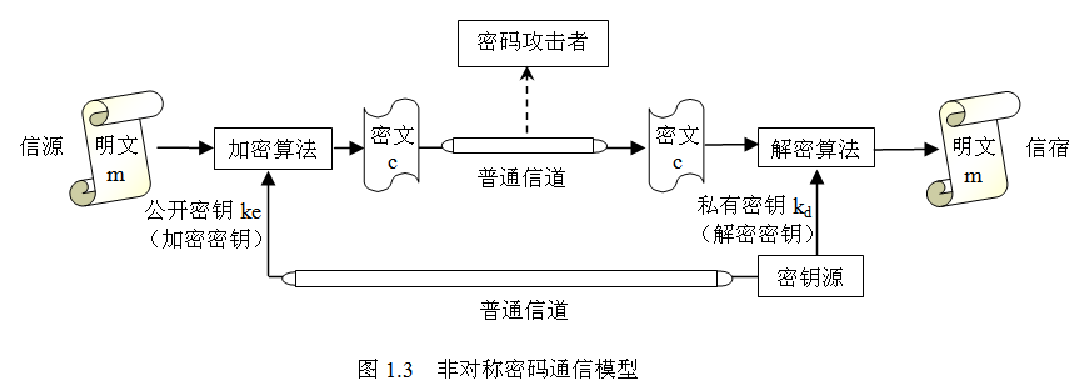 密码攻击者
信源
明文
m
加密算法
密文
c
普通信道
密文
c
解密算法
明文
m
信宿
公开密钥 ke
（加密密钥）
私有密钥 kd
（解密密钥）
密钥源
普通信道
图 1.3 非对称密码通信模型